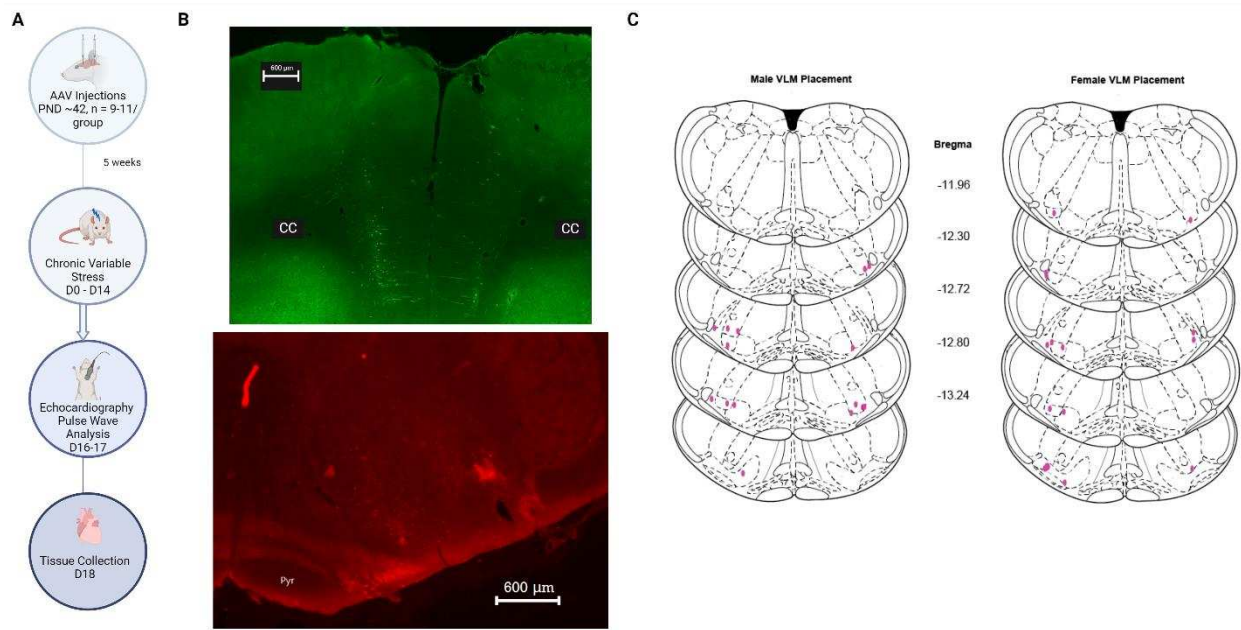 A
AAV Injections
PND ~42, n = 9-11/
group
5 weeks
Chronic Variable
Stress
D0 - D14
Echocardiography
Pulse Wave
Analysis
D16-17
Tissue Collection
D18
B
600 µm
CC
CC
Pyr
600 µm
C
Male VLM Placement
Female VLM Placement
Bregma
-11.96
-12.30
-12.72
-12.80
-13.24